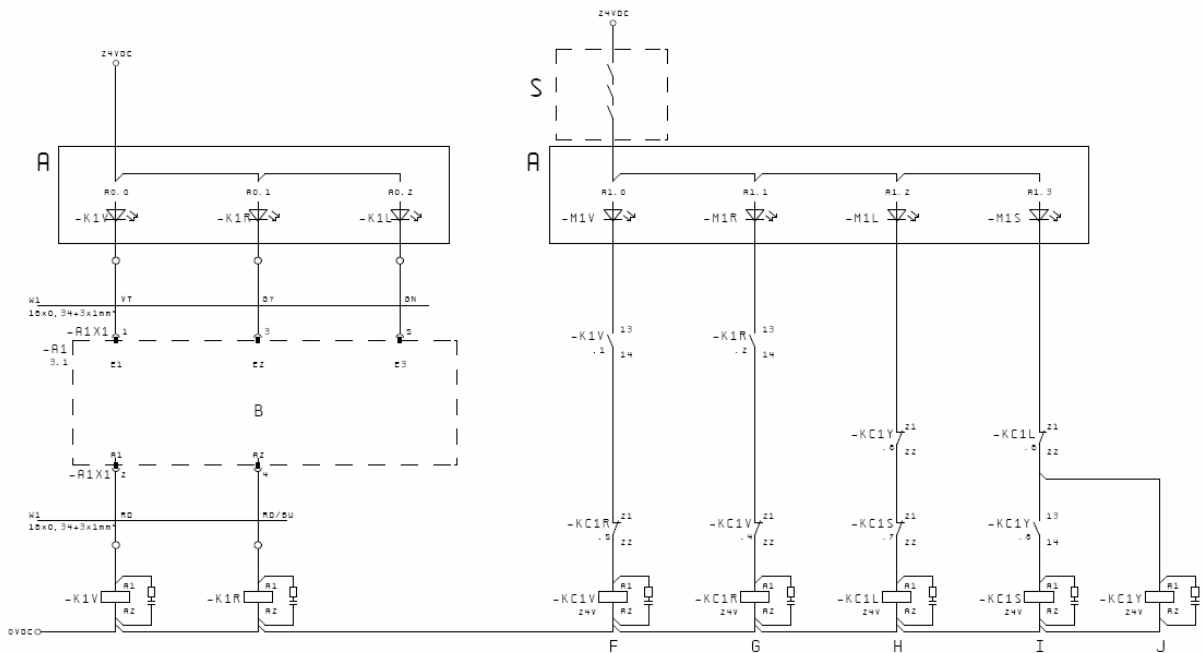 24VDC
24VDC
S
A
A
A0.0
A0.1
A0.2
A1.0
A1.1
A1.2
A1.3
-K1V
-K1R
-K1L
-M1V
-M1R
-M1L
-M1S
W1
VT
GY
GN
18x0,34+3x1mm²
-A1X1
1
3
5
-K1V
13
-K1R
13
-A1
.1
14
.2
14
3.1
E1
E2
E3
B
-KC1Y
21
-KC1L
21
.8
22
.6
22
A1
A2
-A1X1
2
4
W1
RD
RD/BU
-KC1R
21
-KC1V
21
-KC1S
21
-KC1Y
13
18x0,34+3x1mm²
.5
22
.4
22
.7
22
.8
14
-K1V
A1
-K1R
A1
-KC1V
A1
-KC1R
A1
-KC1L
A1
-KC1S
A1
-KC1Y
A1
A2
A2
24V
A2
24V
A2
24V
A2
24V
A2
24V
A2
0VDC
F
G
H
I
J